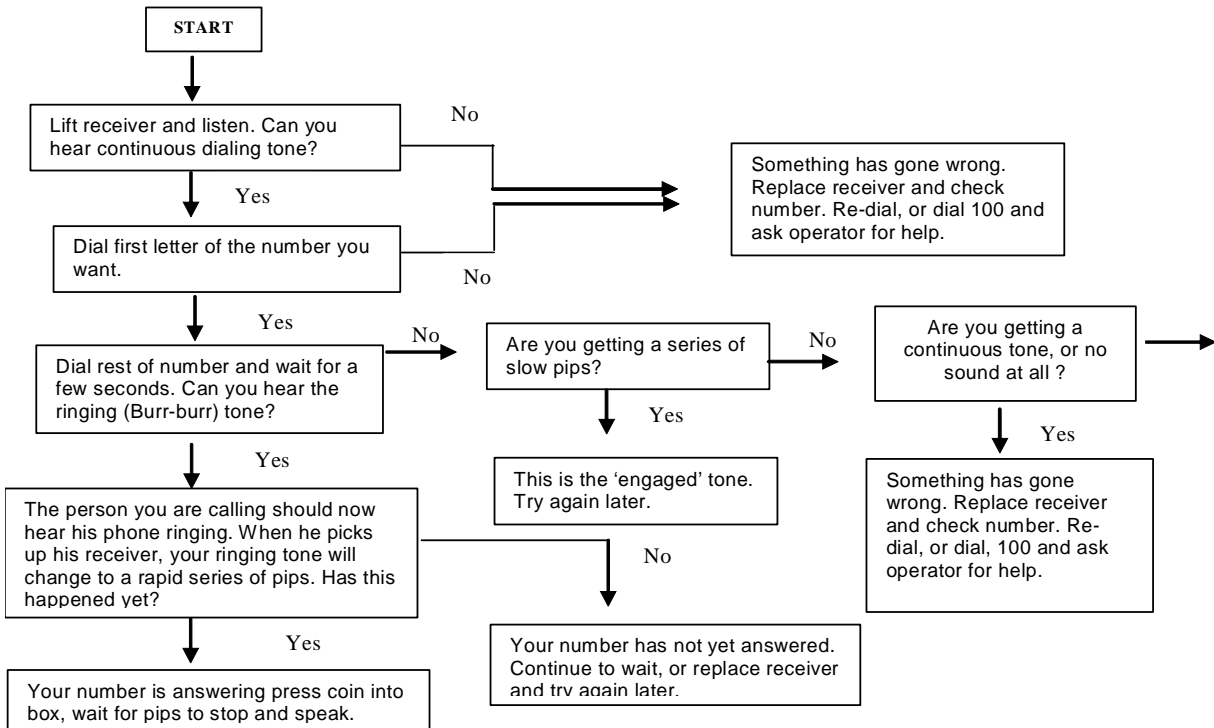 START
Lift receiver and listen. Can you
hear continuous dialing tone?
No
Something has gone wrong.
Replace receiver and check
number. Re-dial, or dial 100 and
ask operator for help.
Yes
Dial first letter of the number you
want.
No
Yes
Dial rest of number and wait for a
few seconds. Can you hear the
ringing (Burr-burr) tone?
No
Are you getting a series of
slow pips?
No
Are you getting a
continuous tone, or no
sound at all ?
Yes
Yes
Yes
This is the ‘engaged’ tone.
Try again later.
Something has gone
wrong. Replace receiver
and check number. Re-
dial, or dial, 100 and ask
operator for help.
The person you are calling should now
hear his phone ringing. When he picks
up his receiver, your ringing tone will
change to a rapid series of pips. Has this
happened yet?
No
Yes
Your number has not yet answered.
Continue to wait, or replace receiver
and try again later.
Your number is answering press coin into
box, wait for pips to stop and speak.